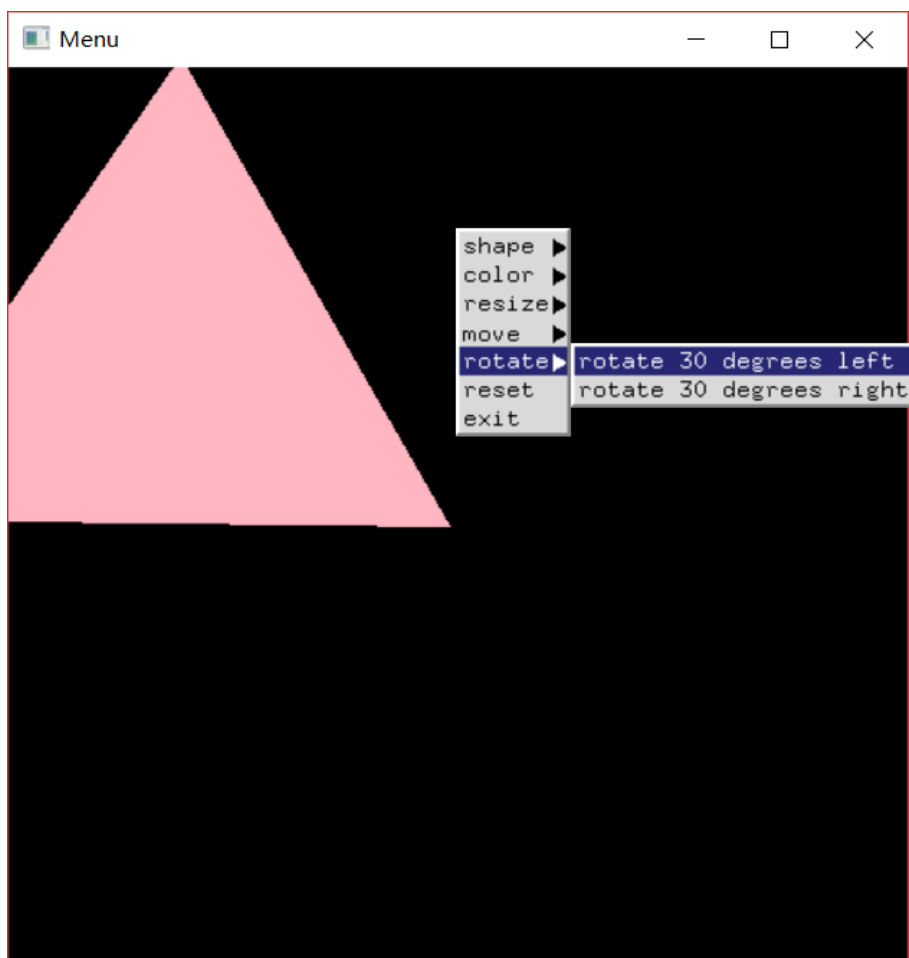 Menu
shape
color
resize
move
rotate
rotate 30 degrees left
reset
rotate 30 degrees right
exit